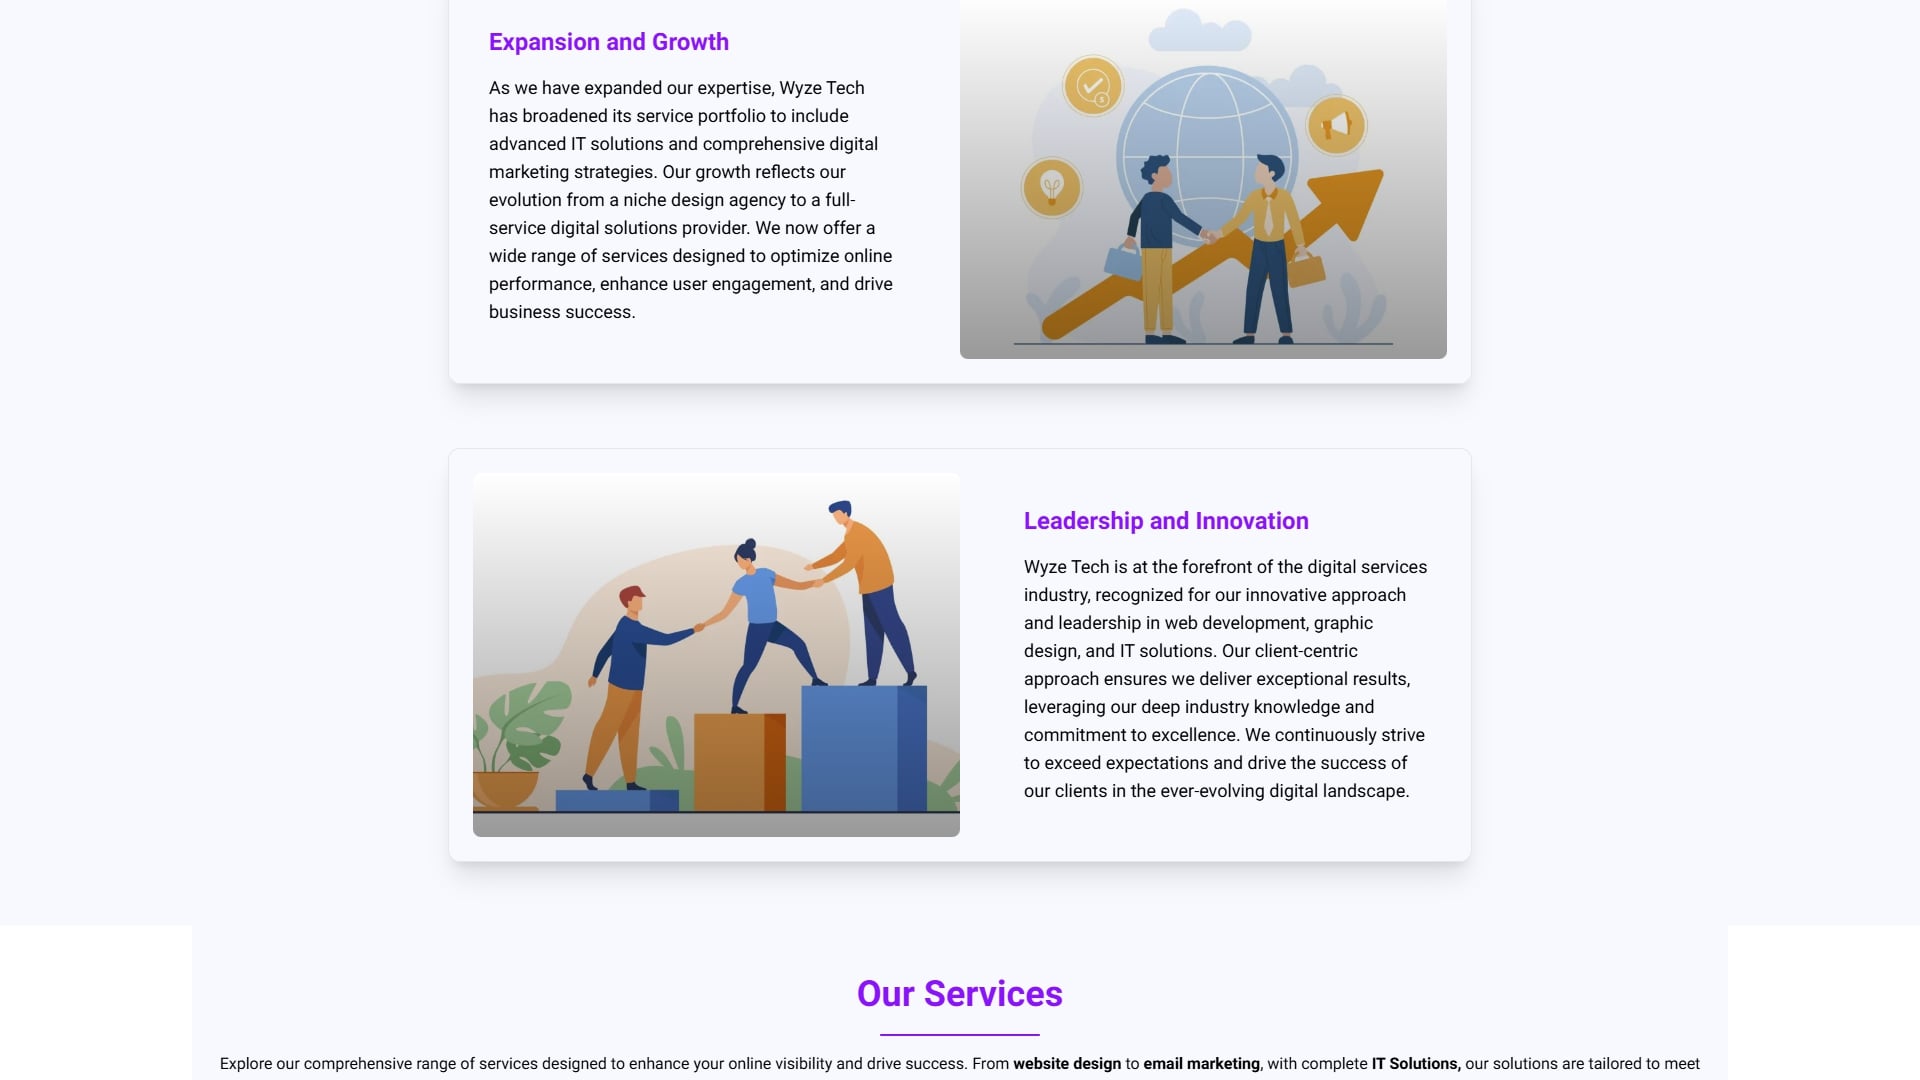 Expansion and Growth
As we have expanded our expertise, Wyze Tech
has broadened its service portfolio to include
advanced IT solutions and comprehensive digital
marketing strategies. Our growth reflects our
evolution from a niche design agency to a full-
service digital solutions provider. We now offer a
wide range of services designed to optimize online
performance, enhance user engagement, and drive
business success.
Leadership and Innovation
Wyze Tech is at the forefront of the digital services
industry, recognized for our innovative approach
and leadership in web development, graphic
design, and IT solutions. Our client-centric
approach ensures we deliver exceptional results,
leveraging our deep industry knowledge and
commitment to excellence. We continuously strive
to exceed expectations and drive the success of
our clients in the ever-evolving digital landscape.
Our Services
Explore our comprehensive range of services designed to enhance your online visibility and drive success. From website design to email marketing, with complete IT Solutions, our solutions are tailored to meet